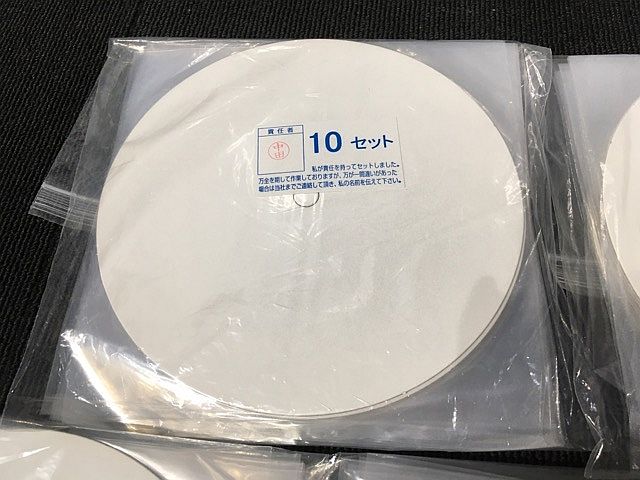 責任者
中田
10 セット
私が責任を持ってセットしました。
万全を期して作業しておりますが、万が一間違いがあった
場合は当社までご連絡して頂き、私の名前を伝えて下さい。